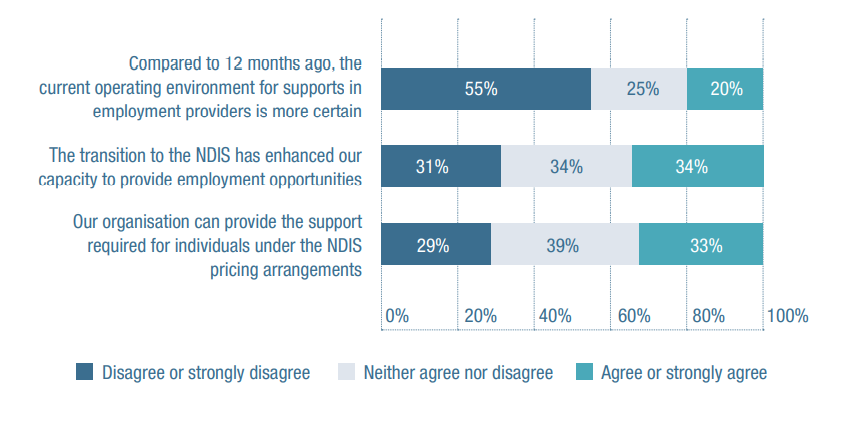 Compared to 12 months ago, the
current operating environment for supports in
employment providers is more certain
55% 25% 20%
The transition to the NDIS has enhanced our
capacity to provide employment opportunities
31% 34% 34%
Our organisation can provide the support
required for individuals under the NDIS
pricing arrangements
29% 39% 33%
0% 20% 40% 60% 80% 100%
Disagree or strongly disagree Neither agree nor disagree Agree or strongly agree